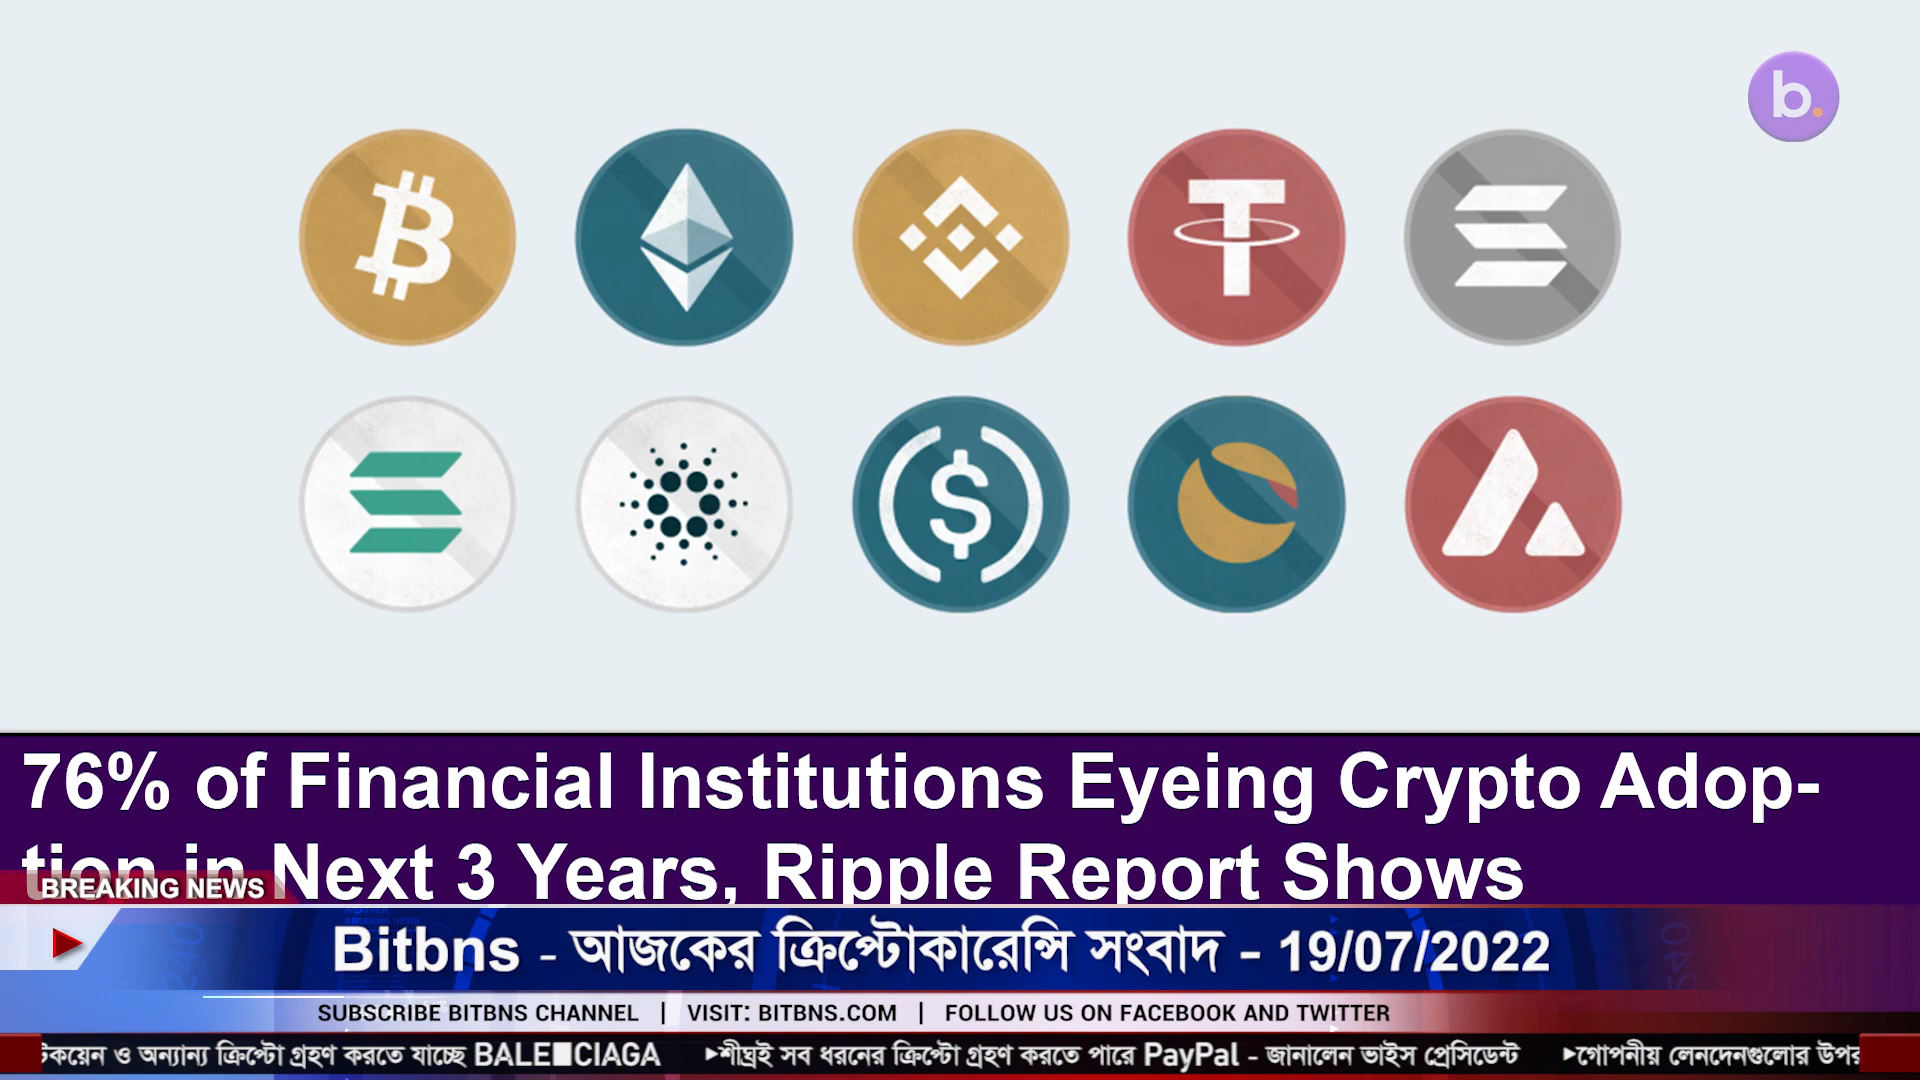 b.
76% of Financial Institutions Eyeing Crypto Adop-
tion in Next 3 Years, Ripple Report Shows
BREAKING NEWS
Bitbns - আজকের ক্রিপ্টোকারেন্সি সংবাদ - 19/07/2022
SUBSCRIBE BITBNS CHANNEL | VISIT: BITBNS.COM | FOLLOW US ON FACEBOOK AND TWITTER
ও অন্যান্য ক্রিপ্টো গ্রহণ করতে যাচ্ছে BALE■CIAGA ▶শীঘ্রই সব ধরনের ক্রিপ্টো গ্রহণ করতে পারে PayPal - জানালেন ভাইস প্রেসিডেন্ট ▶গোপনীয় লেনদেনগুলোর